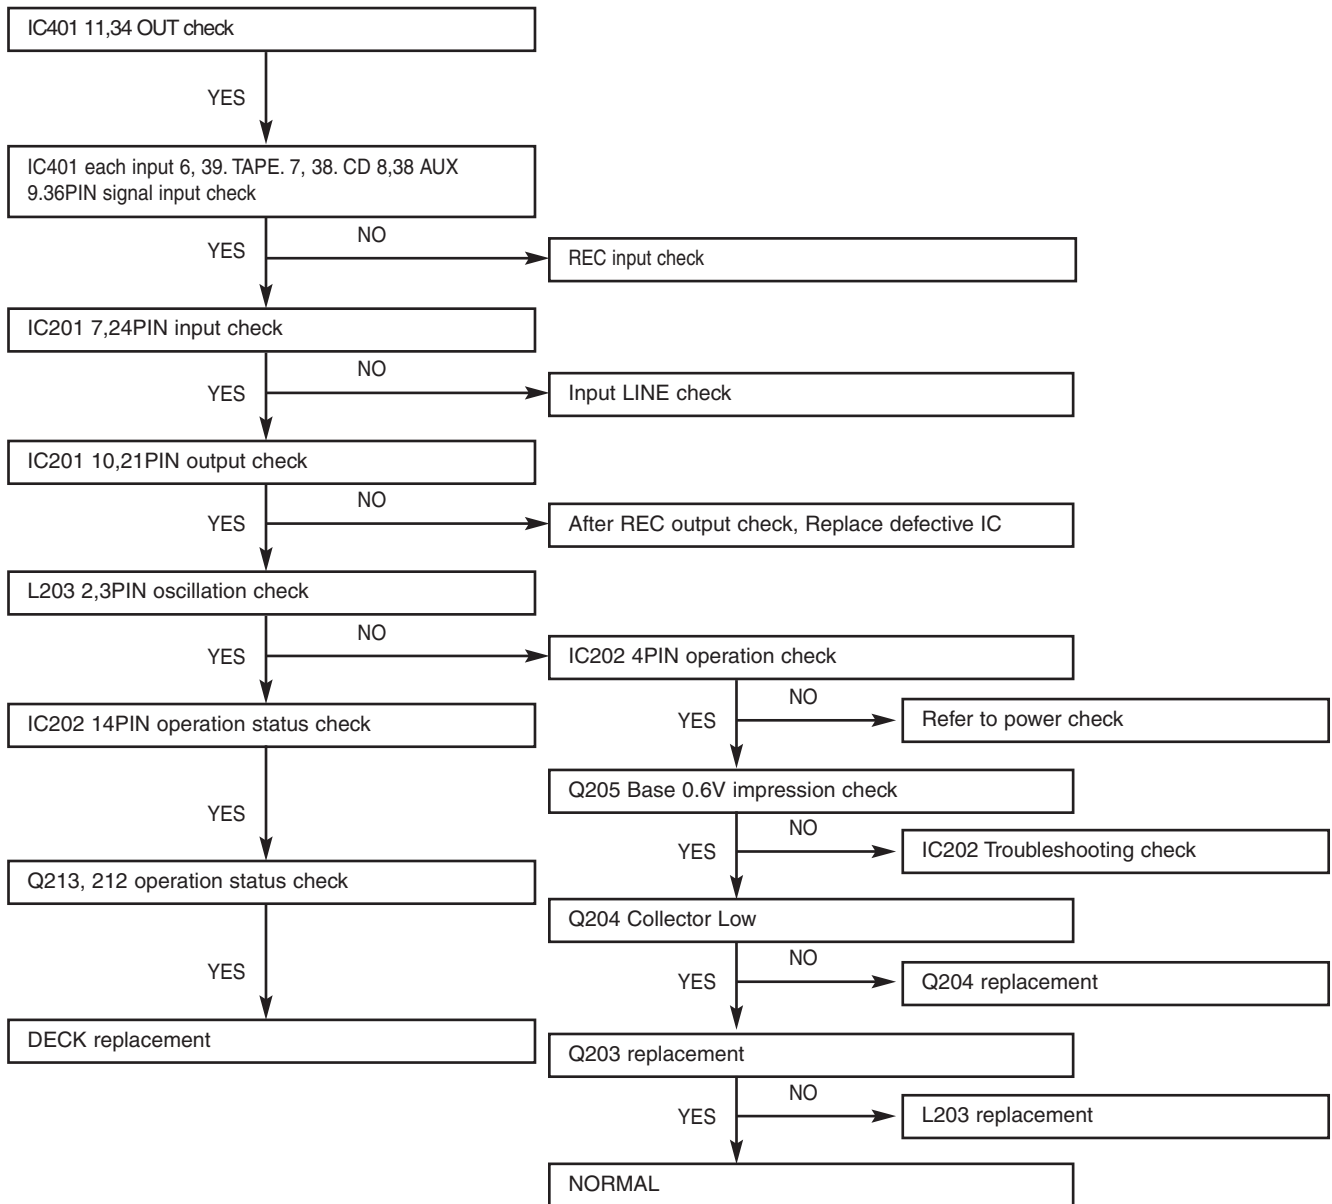 IC401 11,34 OUT check
YES
IC401 each input 6, 39. TAPE. 7, 38. CD 8,38 AUX
9.36PIN signal input check
YES
NO
REC input check
IC201 7,24PIN input check
YES
NO
Input LINE check
IC201 10,21PIN output check
YES
NO
After REC output check, Replace defective IC
L203 2,3PIN oscillation check
YES
NO
IC202 4PIN operation check
YES
NO
Refer to power check
IC202 14PIN operation status check
YES
Q205 Base 0.6V impression check
YES
NO
IC202 Troubleshooting check
Q213, 212 operation status check
YES
Q204 Collector Low
YES
NO
Q204 replacement
DECK replacement
Q203 replacement
YES
NO
L203 replacement
NORMAL